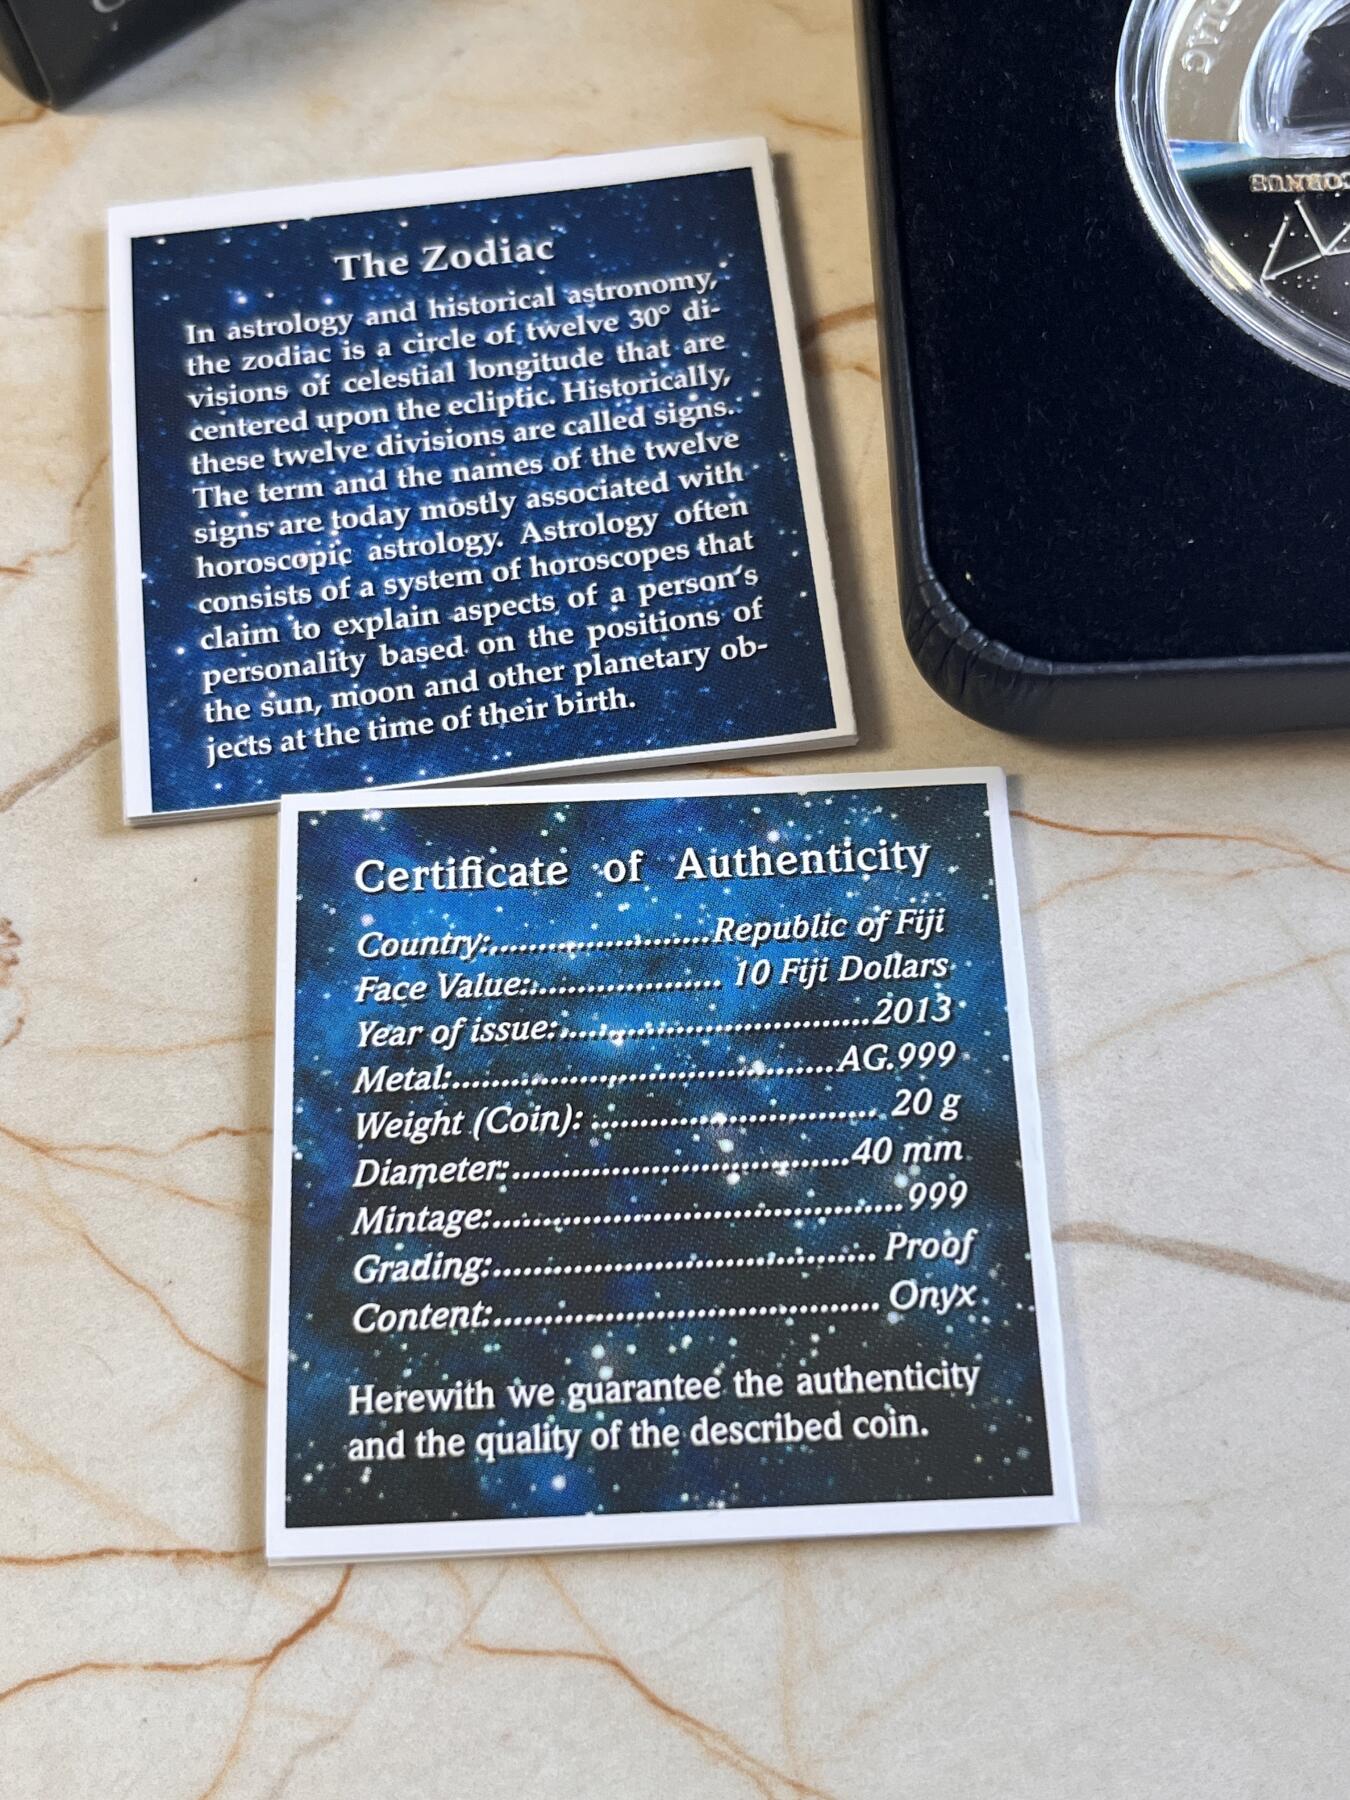 The Zodiac
In astrology and historical astronomy,
the zodiac is a circle of twelve 30° di-
visions of celestial longitude that are
centered upon the ecliptic. Historically,
these twelve divisions are called signs.
The term and the names of the twelve
signs are today mostly associated with
horoscopic astrology. Astrology often
consists of a system of horoscopes that
claim to explain aspects of a person‘s
personality based on the positions of
the sun, moon and other planetary ob-
jects at the time of their birth.
Certificate of Authenticity
Country:........................Republic of Fiji
Face Value:.................... 10 Fiji Dollars
Year of issue:..................................2013
Metal:..........................................AG.999
Weight (Coin): ............................... 20 g
Diameter:.....................................40 mm
Mintage:.............................................999
Grading:.......................................... Proof
Content:.......................................... Onyx
Herewith we guarantee the authenticity
and the quality of the described coin.